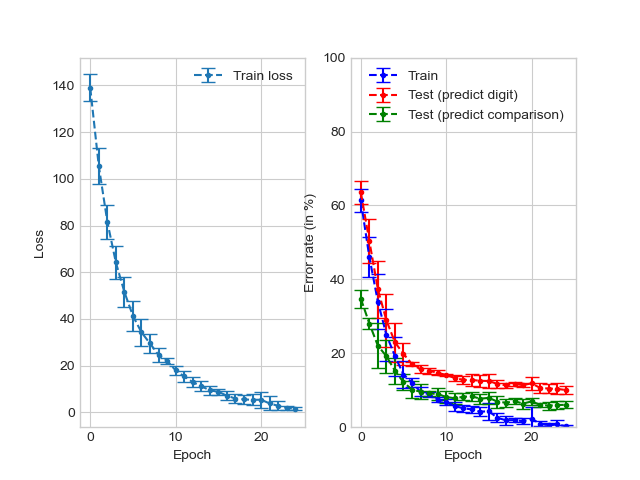 Train loss
140
120
100
80
60
40
20
0
Loss
0
10
20
Epoch
Train
Test (predict digit)
Test (predict comparison)
100
80
60
40
20
0
Error rate (in %)
0
10
20
Epoch